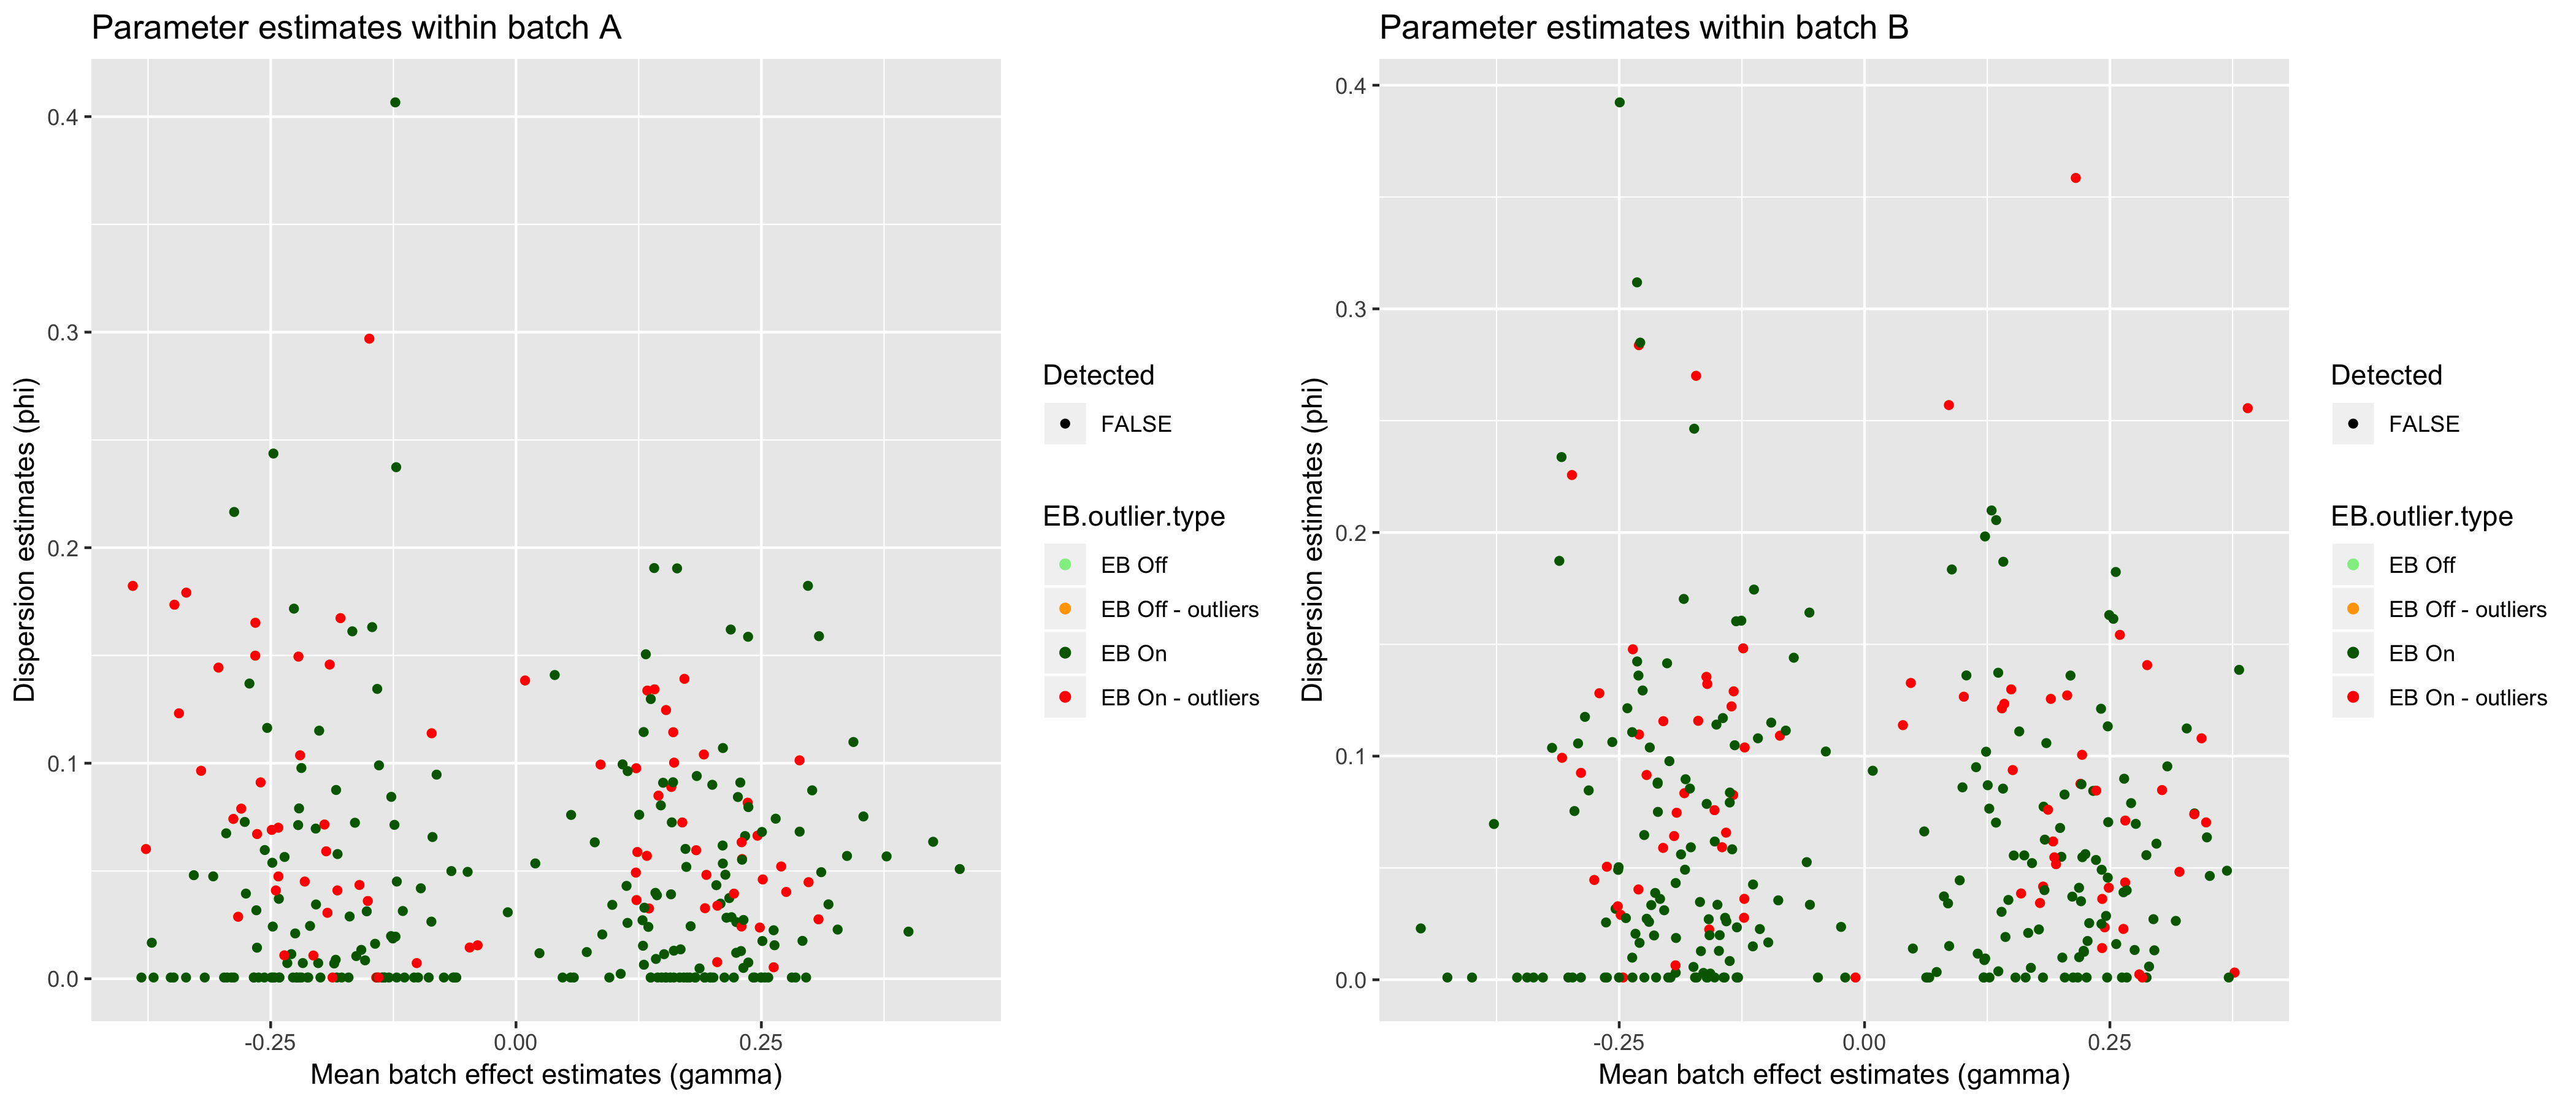 Parameter estimates within batch A
Dispersion estimates (phi)
0.4
0.3
0.2
0.1
0.0
-0.25
0.00
0.25
Mean batch effect estimates (gamma)
Detected
FALSE
EB.outlier.type
EB Off
EB Off - outliers
EB On
EB On - outliers
Parameter estimates within batch B
Dispersion estimates (phi)
0.4
0.3
0.2
0.1
0.0
-0.25
0.00
0.25
Mean batch effect estimates (gamma)
Detected
FALSE
EB.outlier.type
EB Off
EB Off - outliers
EB On
EB On - outliers